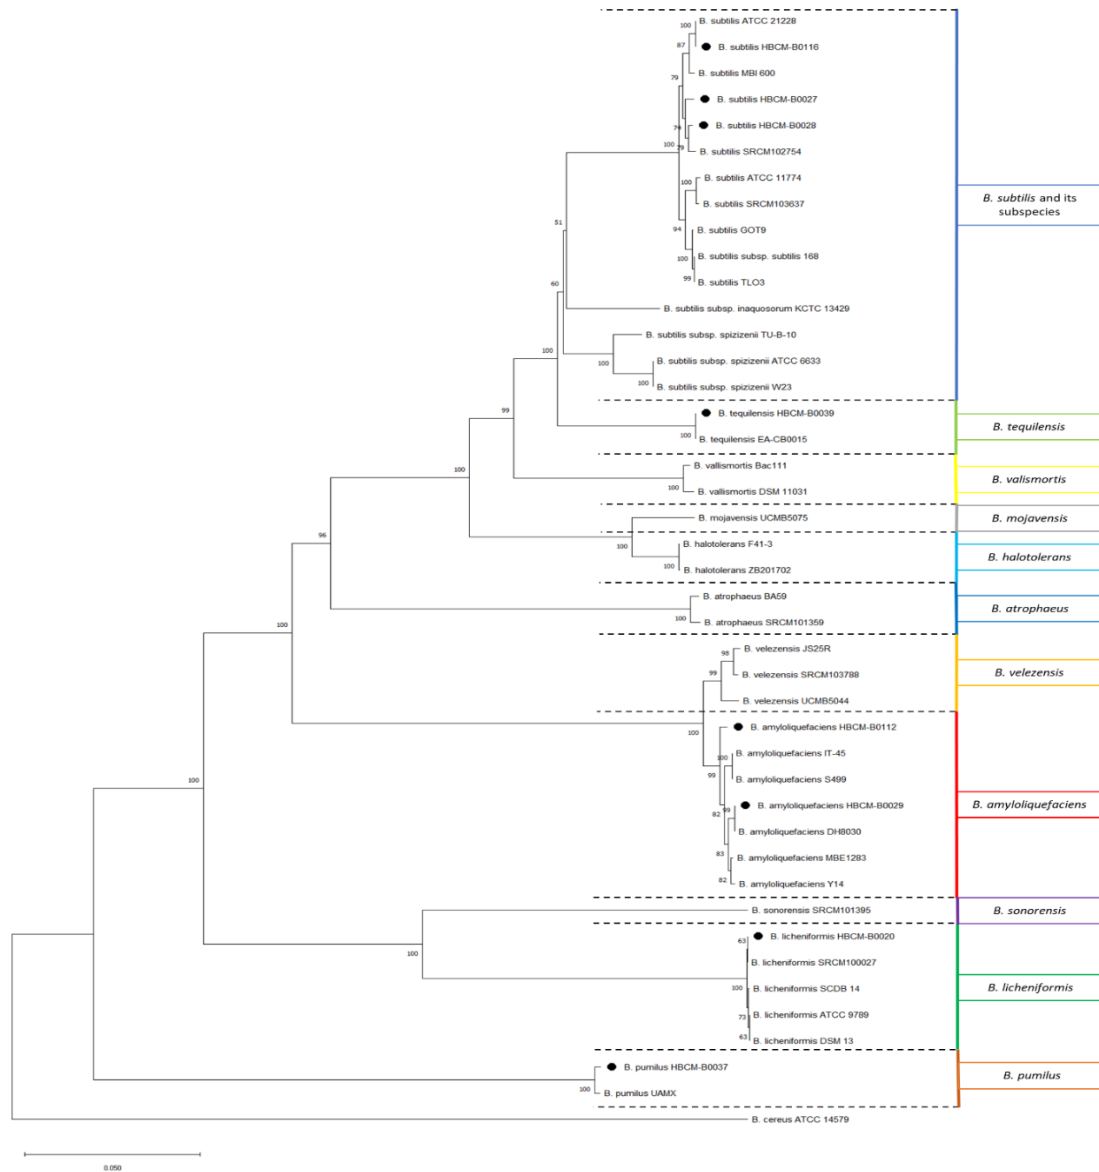 B. subtilis ATCC 21228
100
87
B. subtilis HBCM-B0116
79
B. subtilis MBI 600
B. subtilis HBCM-B0027
74
B. subtilis HBCM-B0028
100
79
B. subtilis SRCM102754
B. subtilis ATCC 11774
100
B. subtilis SRCM103637
51
94
B. subtilis GOT9
B. subtilis subsp. subtilis 168
100
99
B. subtilis TLO3
60
B. subtilis subsp. inaquosorum KCTC 13429
B. subtilis subsp. spizizenii TU-B-10
100
100
B. subtilis subsp. spizizenii ATCC 6633
100
B. subtilis subsp. spizizenii W23
B. subtilis and its
subspecies
99
B. tequilensis HBCM-B0039
100
B. tequilensis EA-CB0015
B. tequilensis
100
B. vallismortis Bac111
100
B. vallismortis DSM 11031
B. valismortis
B. mojavensis UCMB5075
B. mojavensis
96
100
B. halotolerans F41-3
100
B. halotolerans ZB201702
B. halotolerans
B. atrophaeus BA59
100
B. atrophaeus SRCM101359
B. atrophaeus
100
B. velezensis JS25R
98
99
B. velezensis SRCM103788
B. velezensis UCMB5044
B. velezensis
100
B. amyloliquefaciens HBCM-B0112
100
99
B. amyloliquefaciens IT-45
B. amyloliquefaciens S499
100
B. amyloliquefaciens HBCM-B0029
99
82
B. amyloliquefaciens DH8030
83
B. amyloliquefaciens MBE1283
82
B. amyloliquefaciens Y14
B. amyloliquefaciens
B. sonorensis SRCM101395
B. sonorensis
100
B. licheniformis HBCM-B0020
63
B. licheniformis SRCM100027
100
B. licheniformis SCDB 14
73
B. licheniformis ATCC 9789
63
B. licheniformis DSM 13
B. licheniformis
B. pumilus HBCM-B0037
100
B. pumilus UAMX
B. pumilus
B. cereus ATCC 14579
0.050